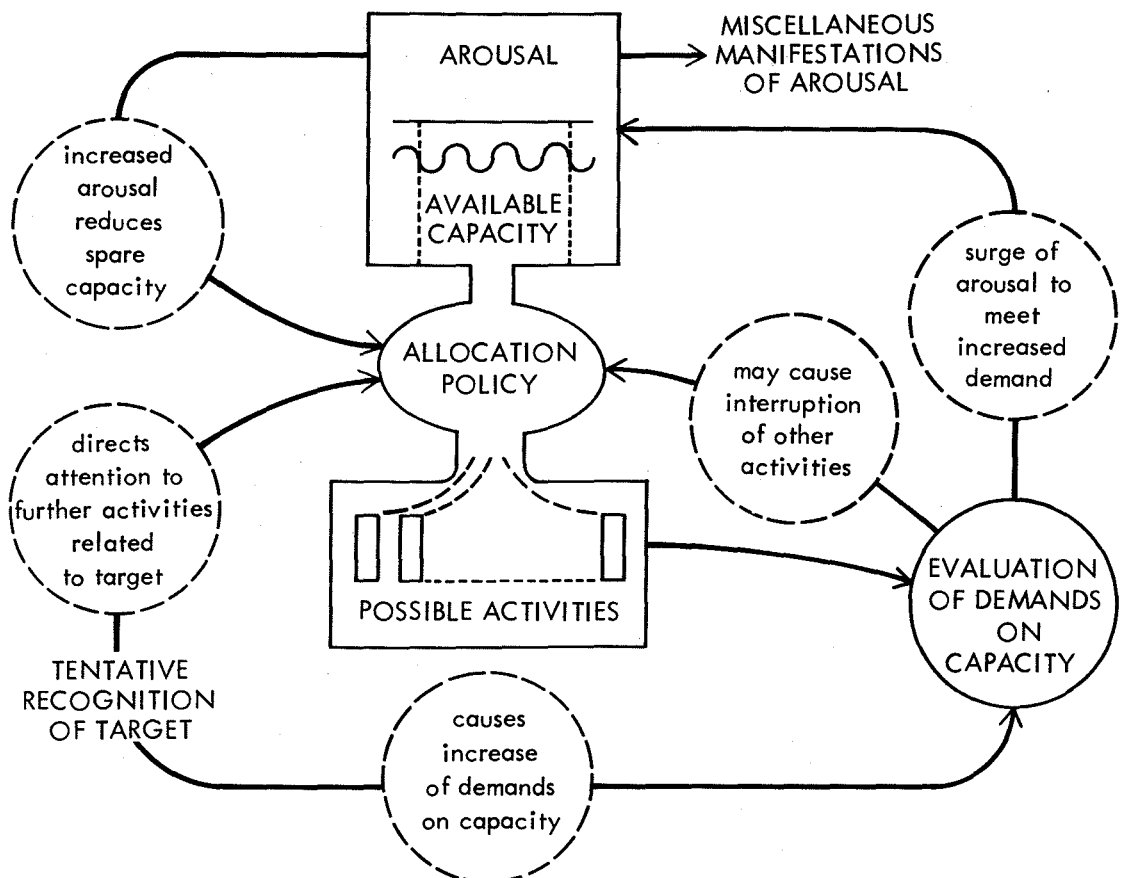 MISCELLANEOUS
MANIFESTATIONS
OF AROUSAL
AROUSAL
AVAILABLE
CAPACITY
increased
arousal
reduces
spare
capacity
surge of
arousal to
meet
increased
demand
ALLOCATION
POLICY
may cause
interruption
of other
activities
directs
attention to
further activities
related
to target
POSSIBLE ACTIVITIES
EVALUATION
OF DEMANDS
ON
CAPACITY
TENTATIVE
RECOGNITION
OF TARGET
causes
increase
of demands
on capacity